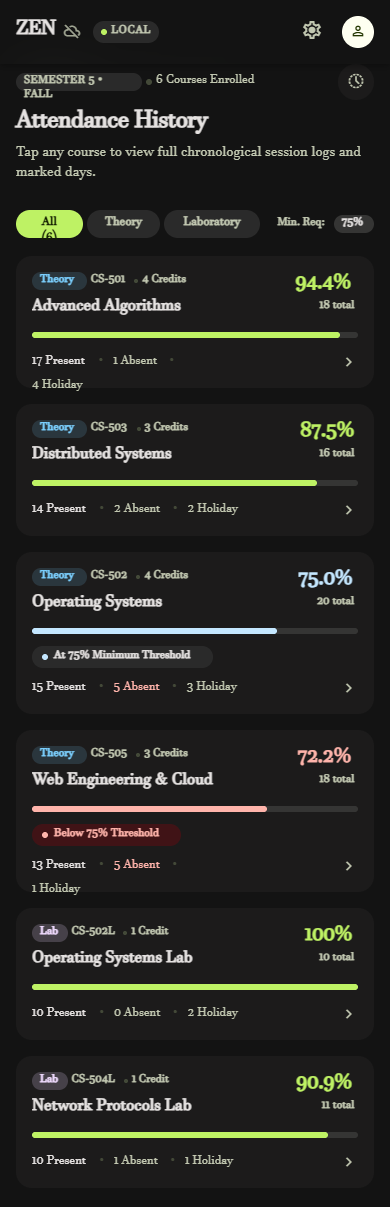 ZEN
LOCAL
SEMESTER 5 •
FALL
6 Courses Enrolled
Attendance History
Tap any course to view full chronological session logs and
marked days.
All
(6)
Theory
Laboratory
Min. Req: 75%
Theory CS-501 • 4 Credits
94.4%
Advanced Algorithms
18 total
17 Present • 1 Absent •
4 Holiday
Theory CS-503 • 3 Credits
87.5%
Distributed Systems
16 total
14 Present • 2 Absent • 2 Holiday
Theory CS-502 • 4 Credits
75.0%
Operating Systems
20 total
At 75% Minimum Threshold
15 Present • 5 Absent • 3 Holiday
Theory CS-505 • 3 Credits
72.2%
Web Engineering & Cloud
18 total
Below 75% Threshold
13 Present • 5 Absent •
1 Holiday
Lab CS-502L • 1 Credit
100%
Operating Systems Lab
10 total
10 Present • 0 Absent • 2 Holiday
Lab CS-504L • 1 Credit
90.9%
Network Protocols Lab
11 total
10 Present • 1 Absent • 1 Holiday